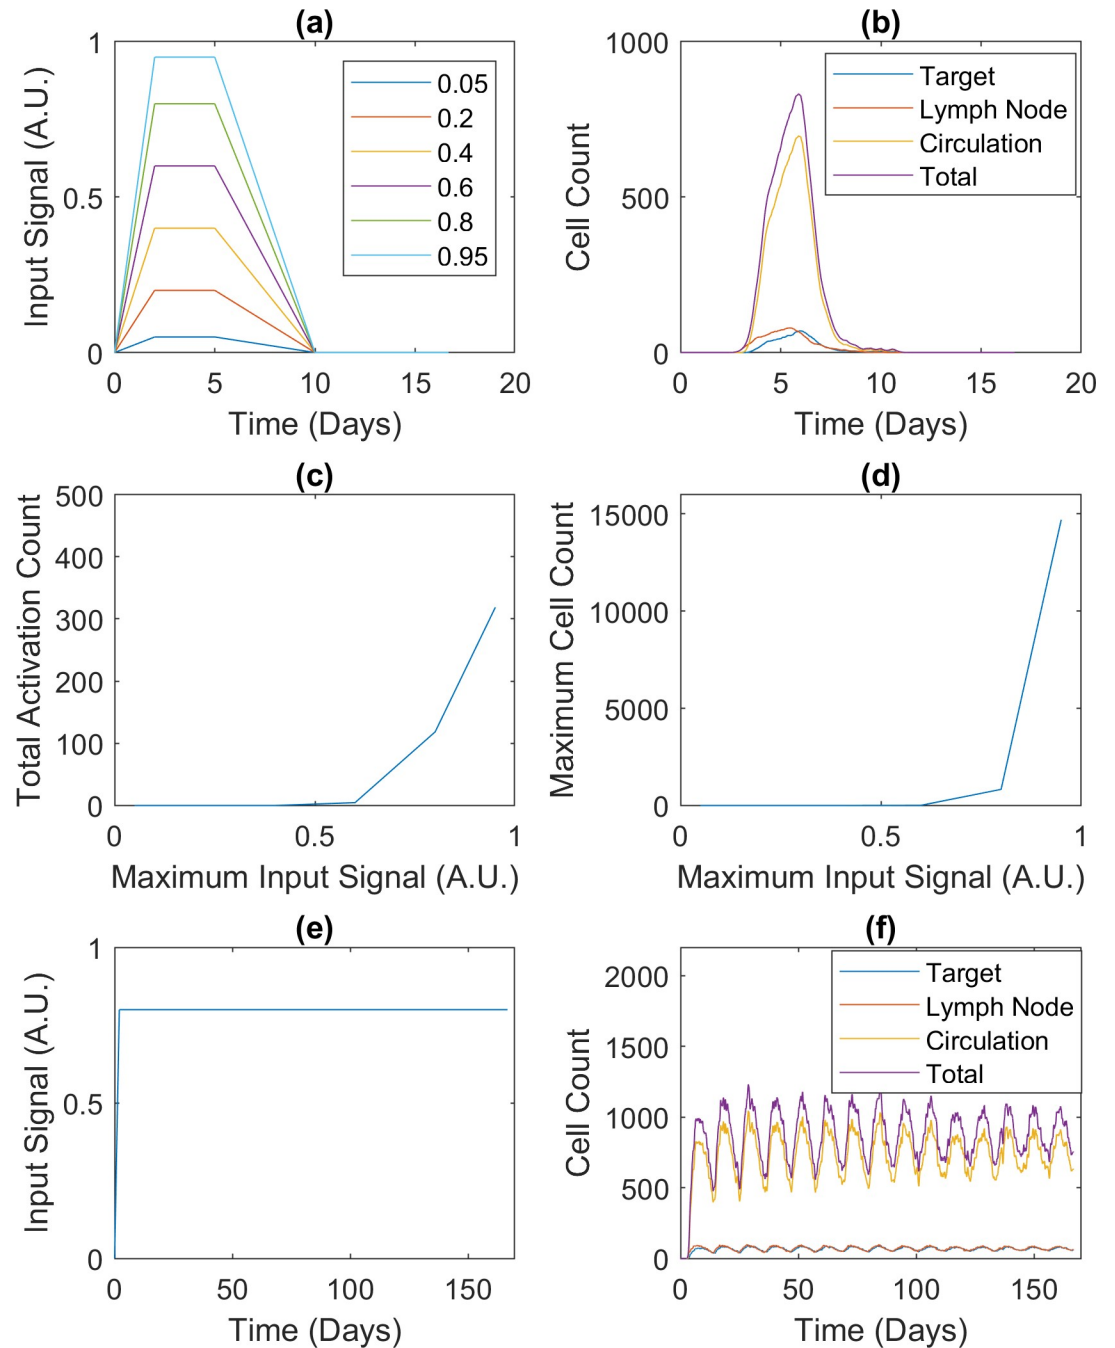 (a)
Input Signal (A.U.)
1
0.5
0
0.05
0.2
0.4
0.6
0.8
0.95
0 5 10 15 20
Time (Days)
(b)
Cell Count
1000
500
0
Target
Lymph Node
Circulation
Total
0 5 10 15 20
Time (Days)
(c)
Total Activation Count
500
400
300
200
100
0
0 0.5 1
Maximum Input Signal (A.U.)
(d)
Maximum Cell Count
15000
10000
5000
0
0 0.5 1
Maximum Input Signal (A.U.)
(e)
Input Signal (A.U.)
1
0.5
0
0 50 100 150
Time (Days)
(f)
Cell Count
2000
1500
1000
500
0
Target
Lymph Node
Circulation
Total
0 50 100 150
Time (Days)